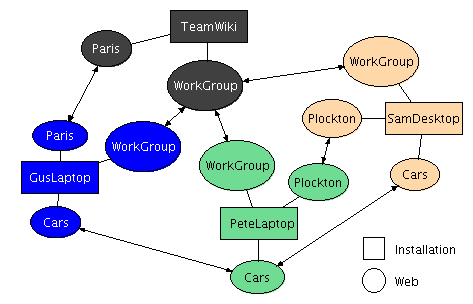 TeamWiki
Paris
WorkGroup
WorkGroup
Plockton
SamDesktop
Paris
WorkGroup
WorkGroup
GusLaptop
Plockton
Cars
Cars
PeteLaptop
Installation
Cars
Web